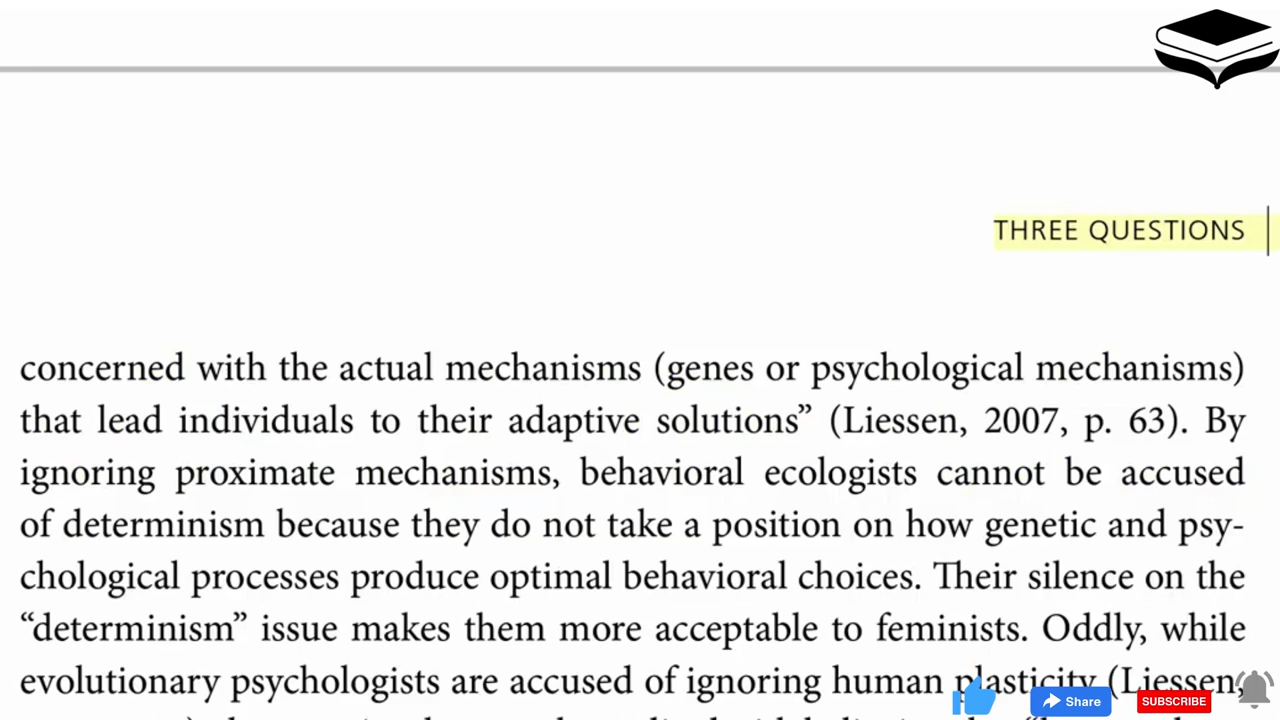 THREE QUESTIONS
concerned with the actual mechanisms (genes or psychological mechanisms)
that lead individuals to their adaptive solutions” (Liessen, 2007, p. 63). By
ignoring proximate mechanisms, behavioral ecologists cannot be accused
of determinism because they do not take a position on how genetic and psy-
chological processes produce optimal behavioral choices. Their silence on the
“determinism” issue makes them more acceptable to feminists. Oddly, while
evolutionary psychologists are accused of ignoring human plasticity (Liessen,
Share
SUBSCRIBE